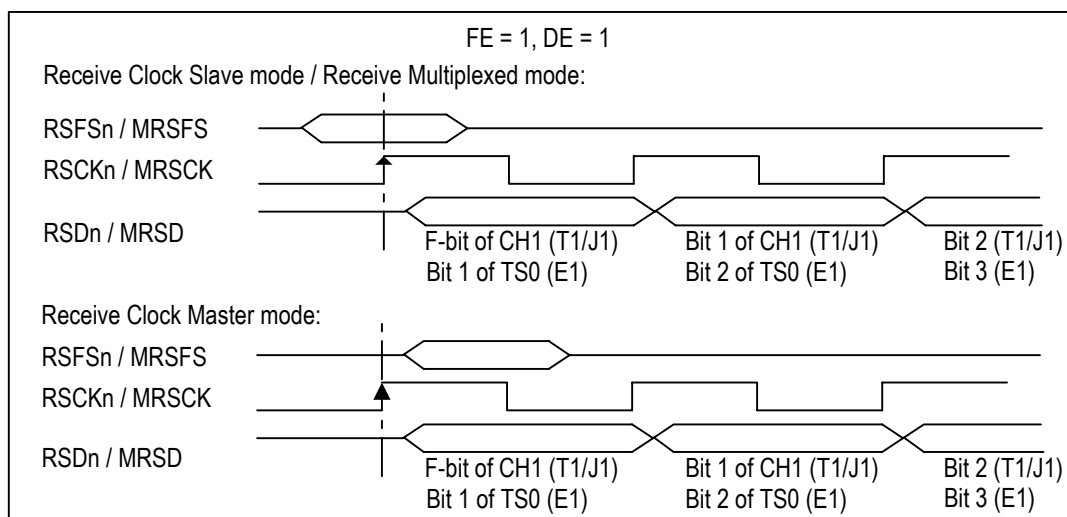 FE = 1, DE = 1
Receive Clock Slave mode / Receive Multiplexed mode:
RSFSn / MRSFS
RSCKn / MRSCK
RSDn / MRSD
F-bit of CH1 (T1/J1)
Bit 1 of TS0 (E1)
Bit 1 of CH1 (T1/J1)
Bit 2 of TS0 (E1)
Bit 2 (T1/J1)
Bit 3 (E1)
Receive Clock Master mode:
RSFSn / MRSFS
RSCKn / MRSCK
RSDn / MRSD
F-bit of CH1 (T1/J1)
Bit 1 of TS0 (E1)
Bit 1 of CH1 (T1/J1)
Bit 2 of TS0 (E1)
Bit 2 (T1/J1)
Bit 3 (E1)